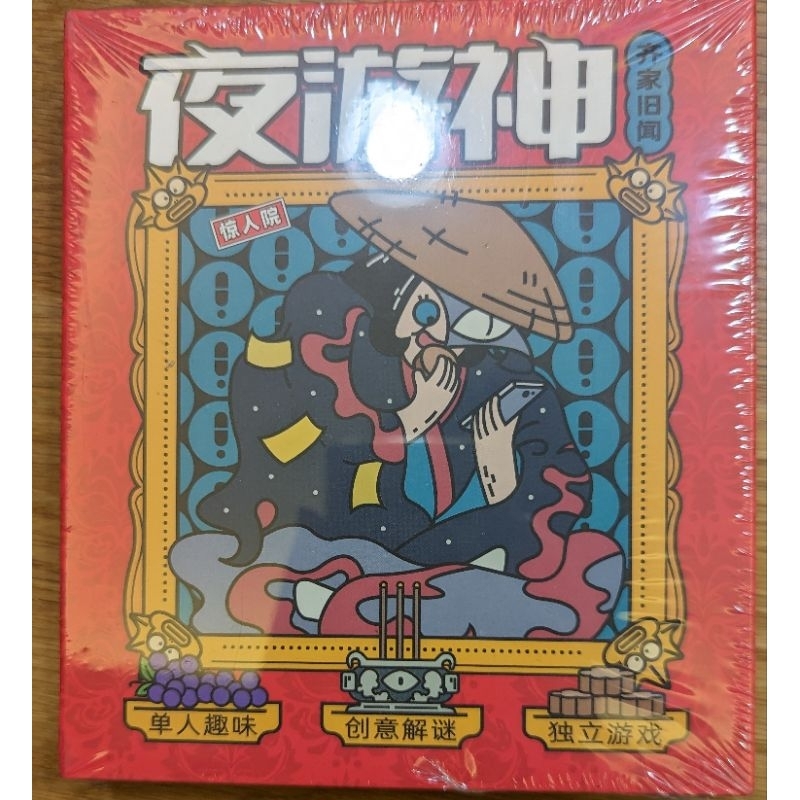 夜游神
齐家旧闻
惊人院
单人趣味
创意解谜
独立游戏